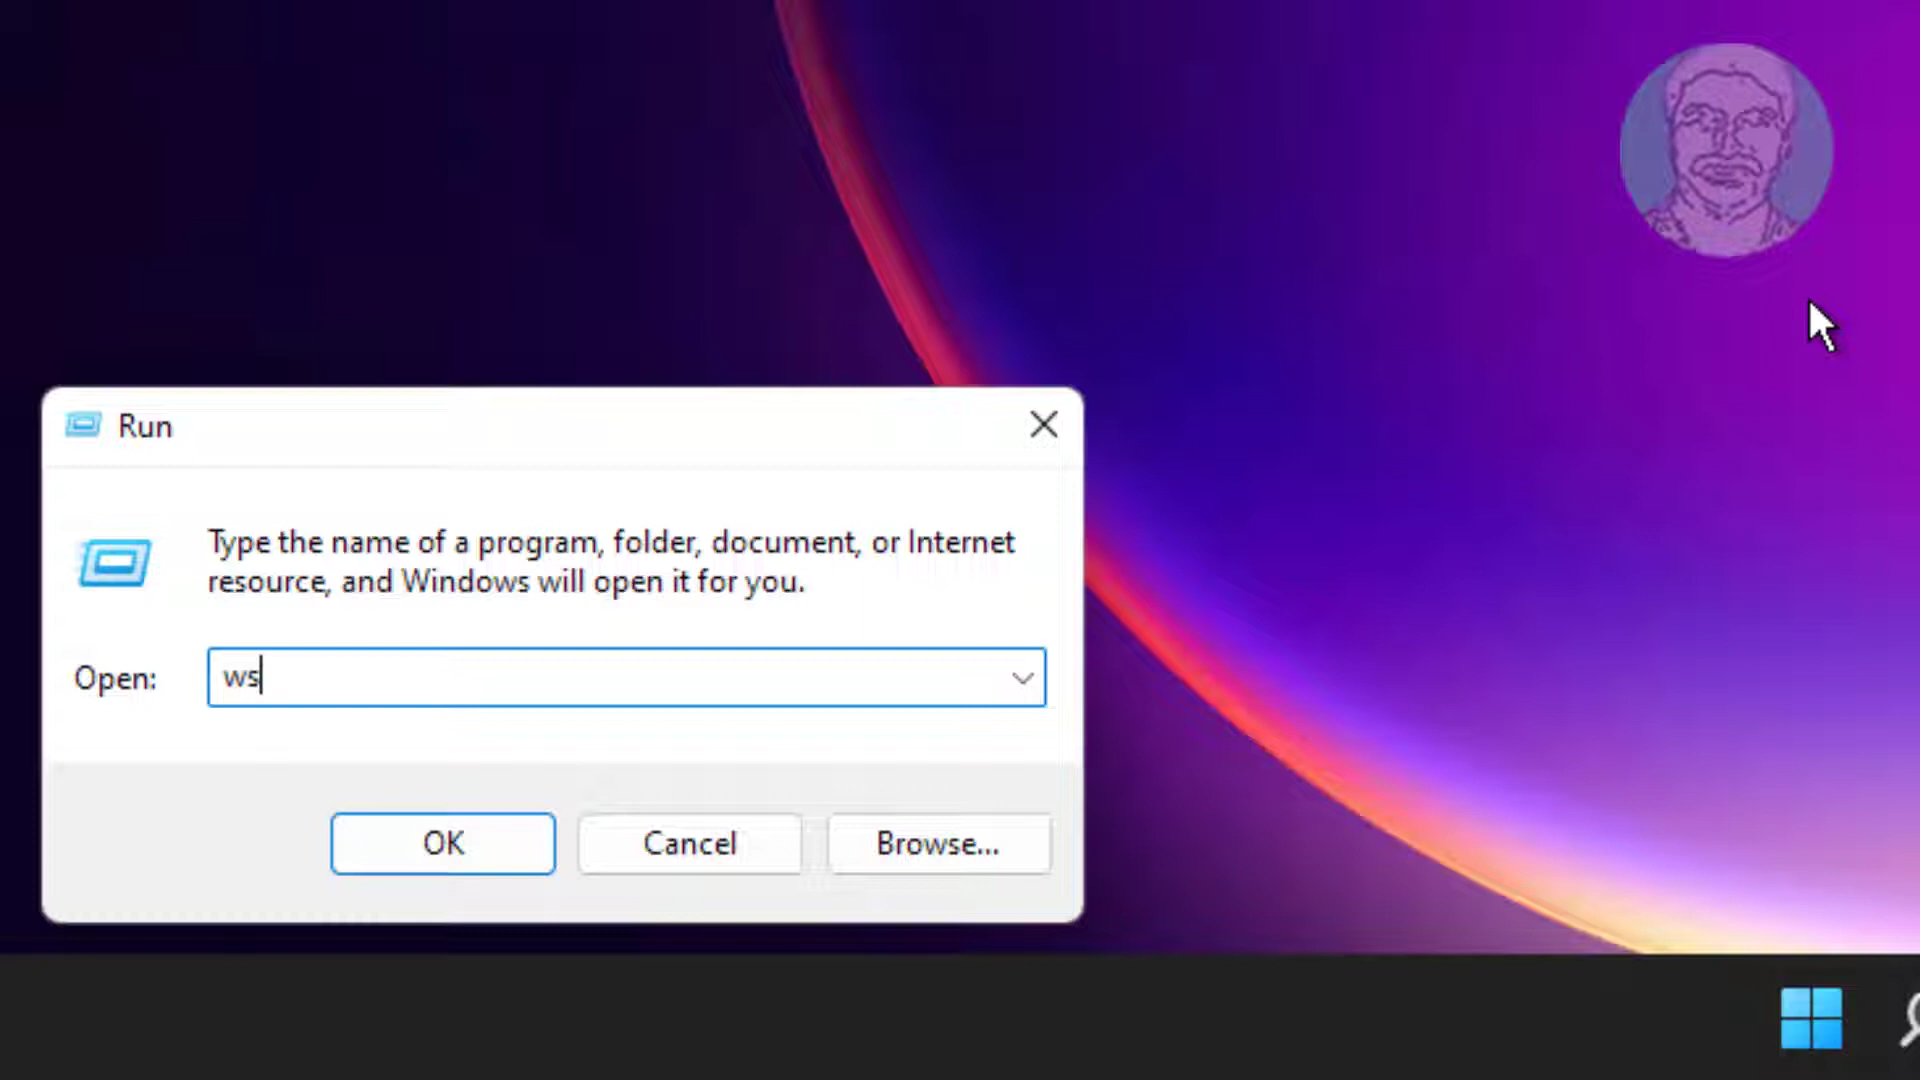 Run
Type the name of a program, folder, document, or Internet
resource, and Windows will open it for you.
Open:
ws
OK
Cancel
Browse...